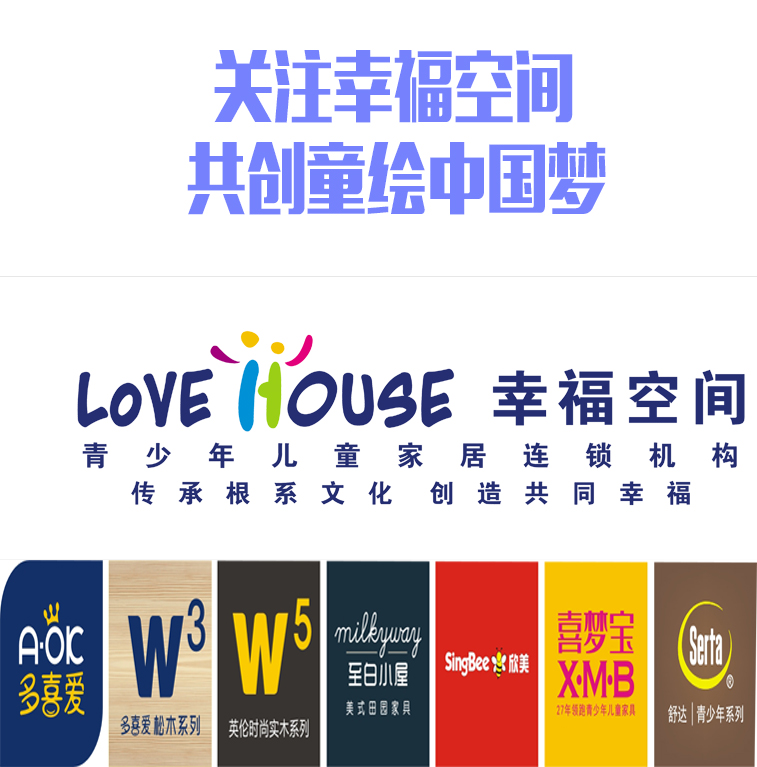 关注幸福空间
共创童绘中国梦
LOVE HOUSE 幸福空间
青少年儿童家居连锁机构
传承根系文化 创造共同幸福
A·OK
多喜爱
W3
多喜爱松木系列
W5
英伦时尚实木系列
milkyway
至白小屋
美式田园家具
SingBee 欣美
喜梦宝
X·M·B
27年领跑青少年儿童家具
Serta
®
舒达|青少年系列